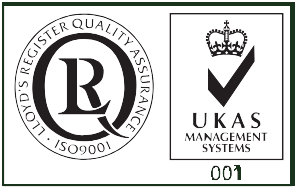 LLOYD'S REGISTER QUALITY ASSURANCE
· ISO9001 ·
LRQ
UKAS
MANAGEMENT
SYSTEMS
001